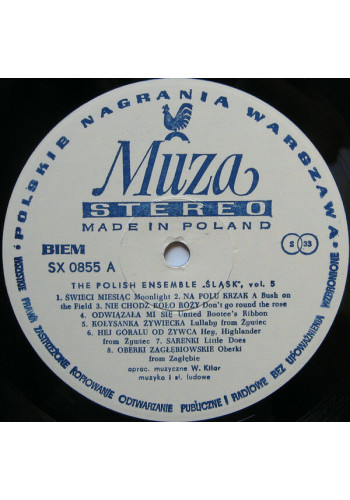 POLSKIE NAGRANIA WARSZAWA
Muza
STEREO
MADE IN POLAND
BIEM
SX 0855 A
S 33
THE POLISH ENSEMBLE „ŚLĄSK", vol. 5
1. ŚWIECI MIESIĄC Moonlight 2. NA POLU KRZAK A Bush on
the Field 3. NIE CHODŹ KOŁO RÓŻY Don't go round the rose
4. ODWIĄZAŁA MI SIĘ United Bootee's Ribbon
5. KOŁYSANKA ŻYWIECKA Lullaby from Żywiec
6. HEJ GÓRALU OD ŻYWCA Hey, Highlander
from Żywiec 7. SARENKI Little Does
8. OBERKI ZAGŁĘBIOWSKIE Oberki
from Zagłębie
oprac. muzyczne W. Kilar
muzyka i sł. ludowe
WSZELKIE PRAWA ZASTRZEŻONE KOPIOWANIE ODTWARZANIE PUBLICZNE I RADIOWE BEZ UPOWAŻNIENIA WZBRONIONE